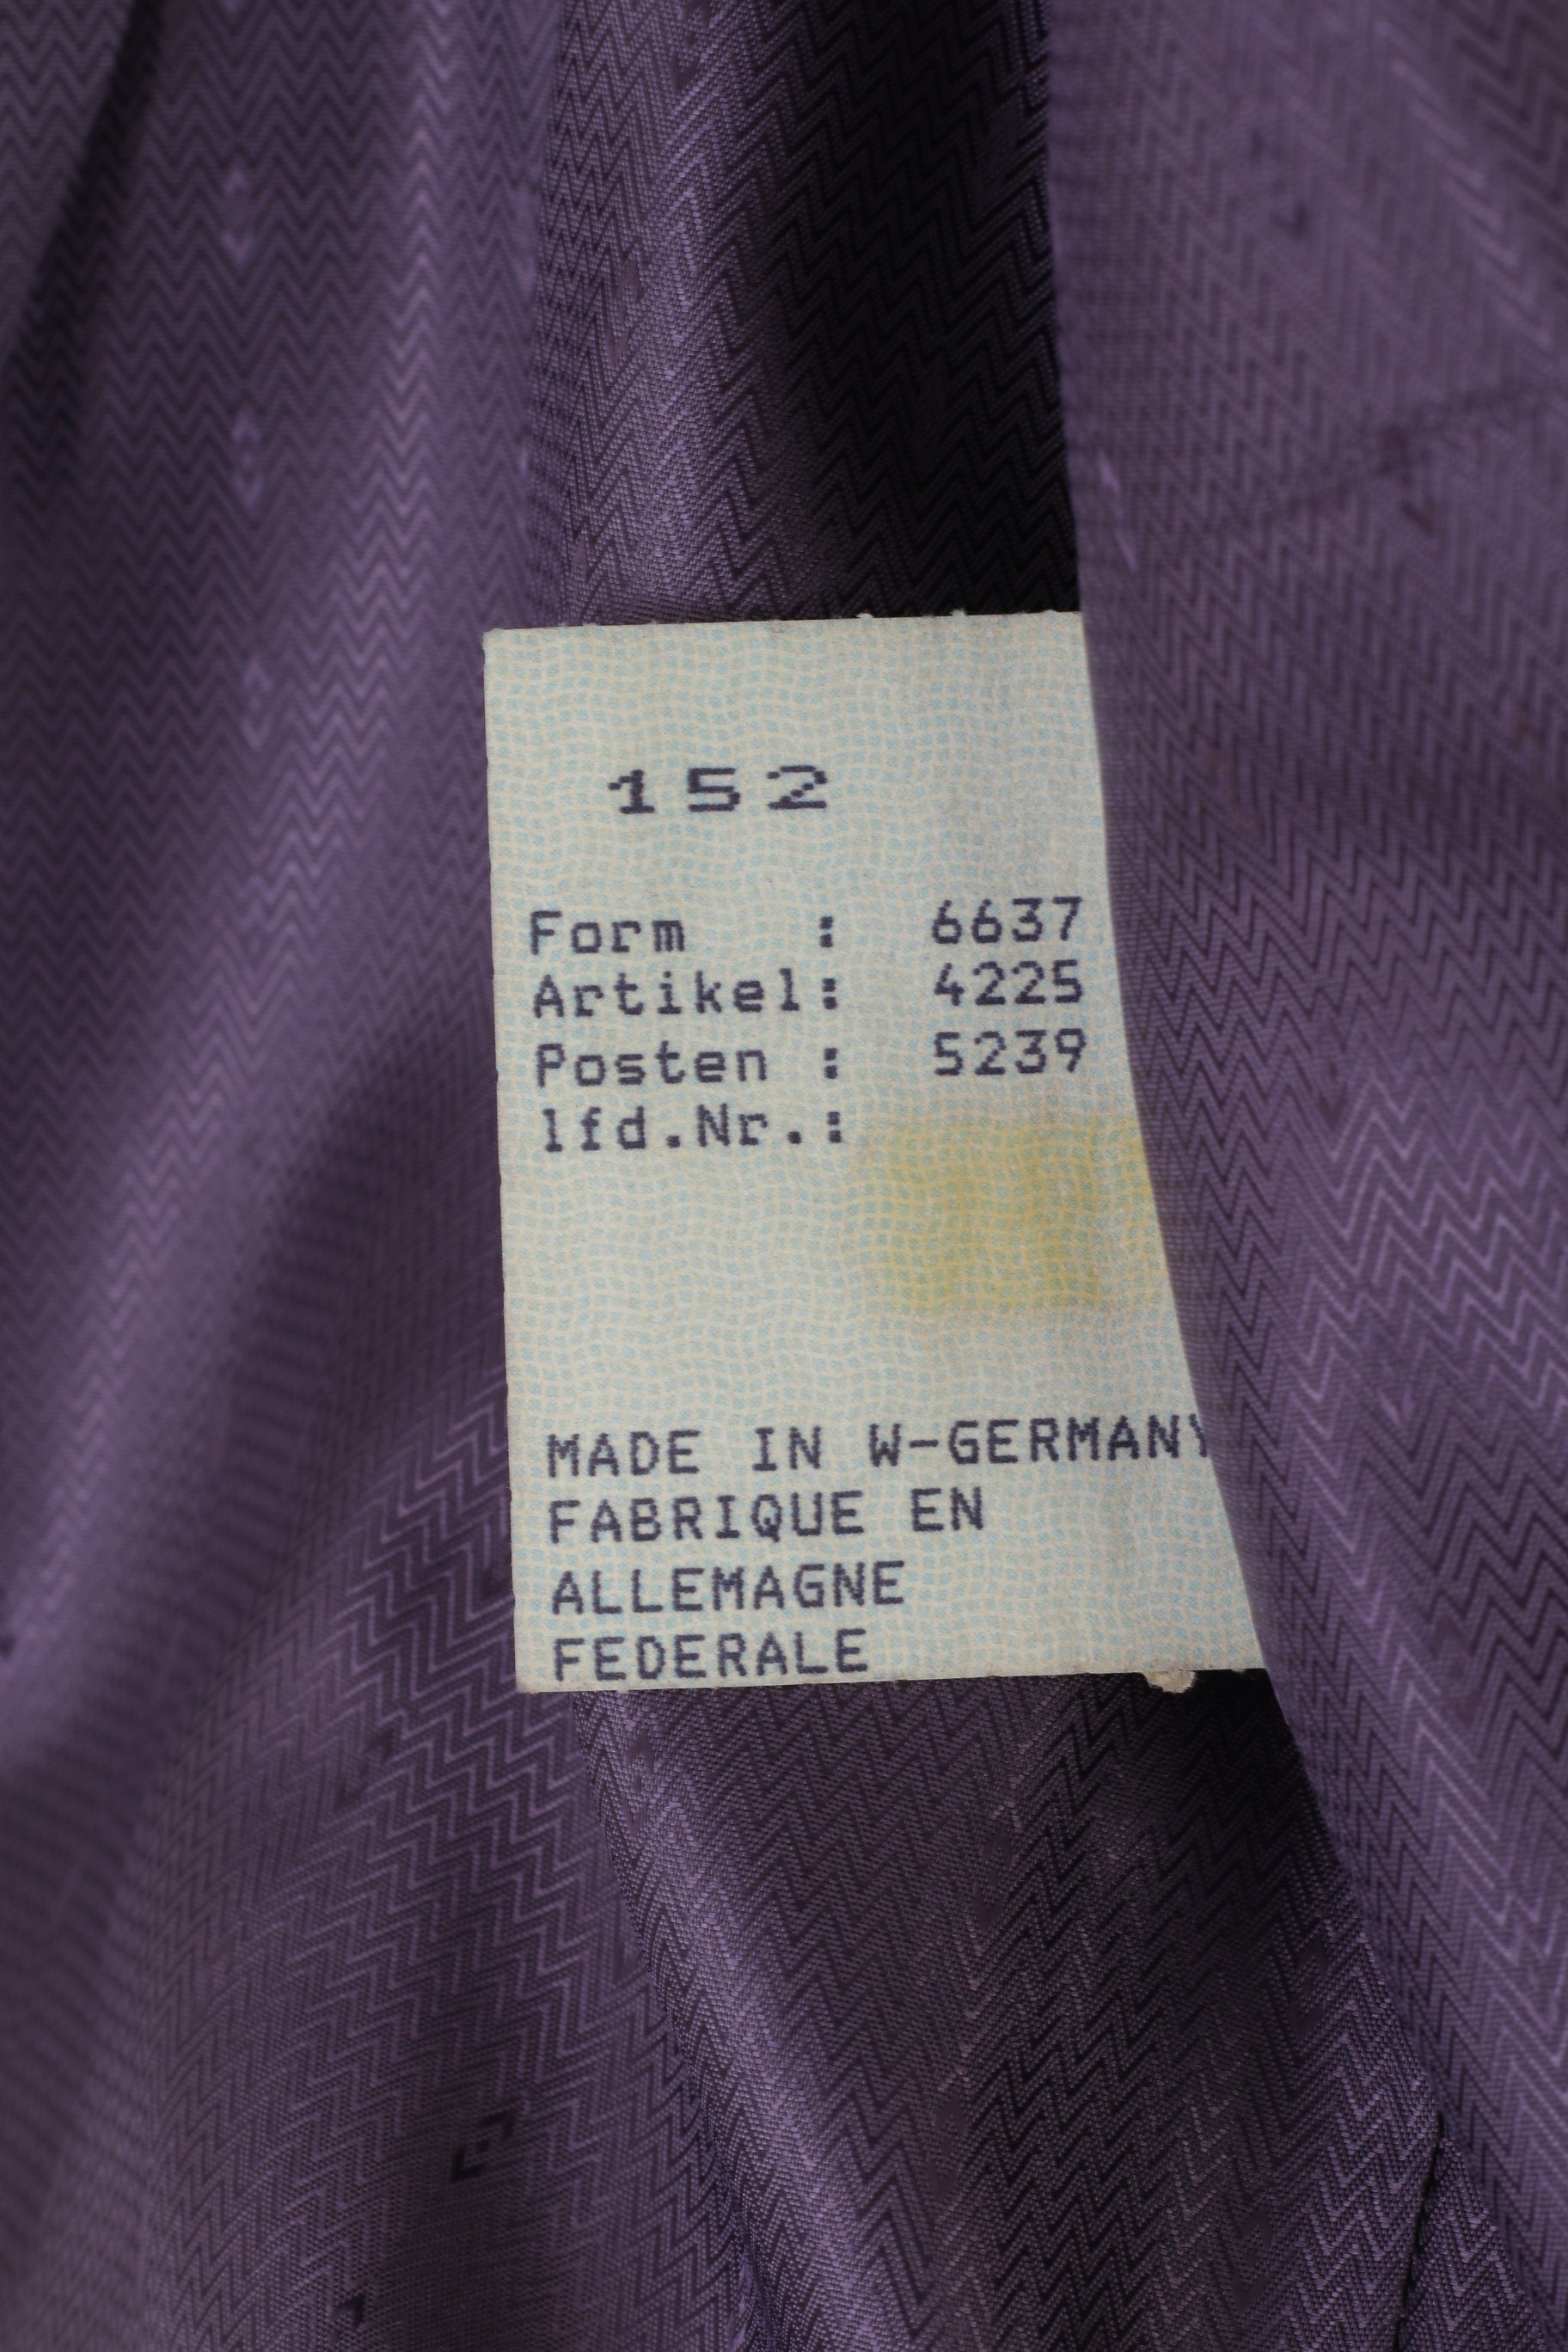 152
Form : 6637
Artikel: 4225
Posten : 5239
lfd.Nr.:
MADE IN W-GERMANY
FABRIQUE EN
ALLEMAGNE
FEDERALE